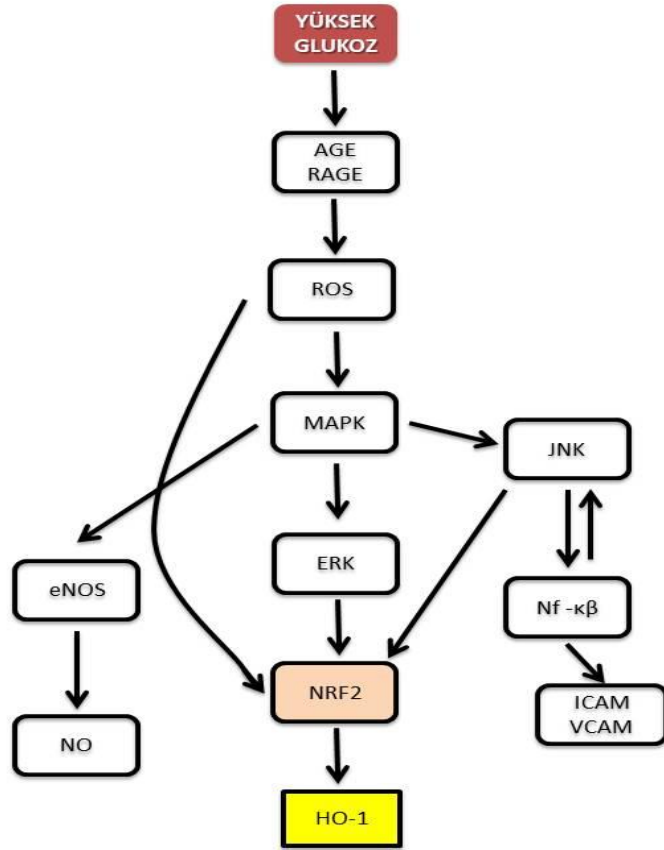 YÜKSEK
GLUKOZ
AGE
RAGE
ROS
MAPK
JNK
ERK
eNOS
Nf -κβ
NRF2
ICAM
VCAM
NO
HO-1